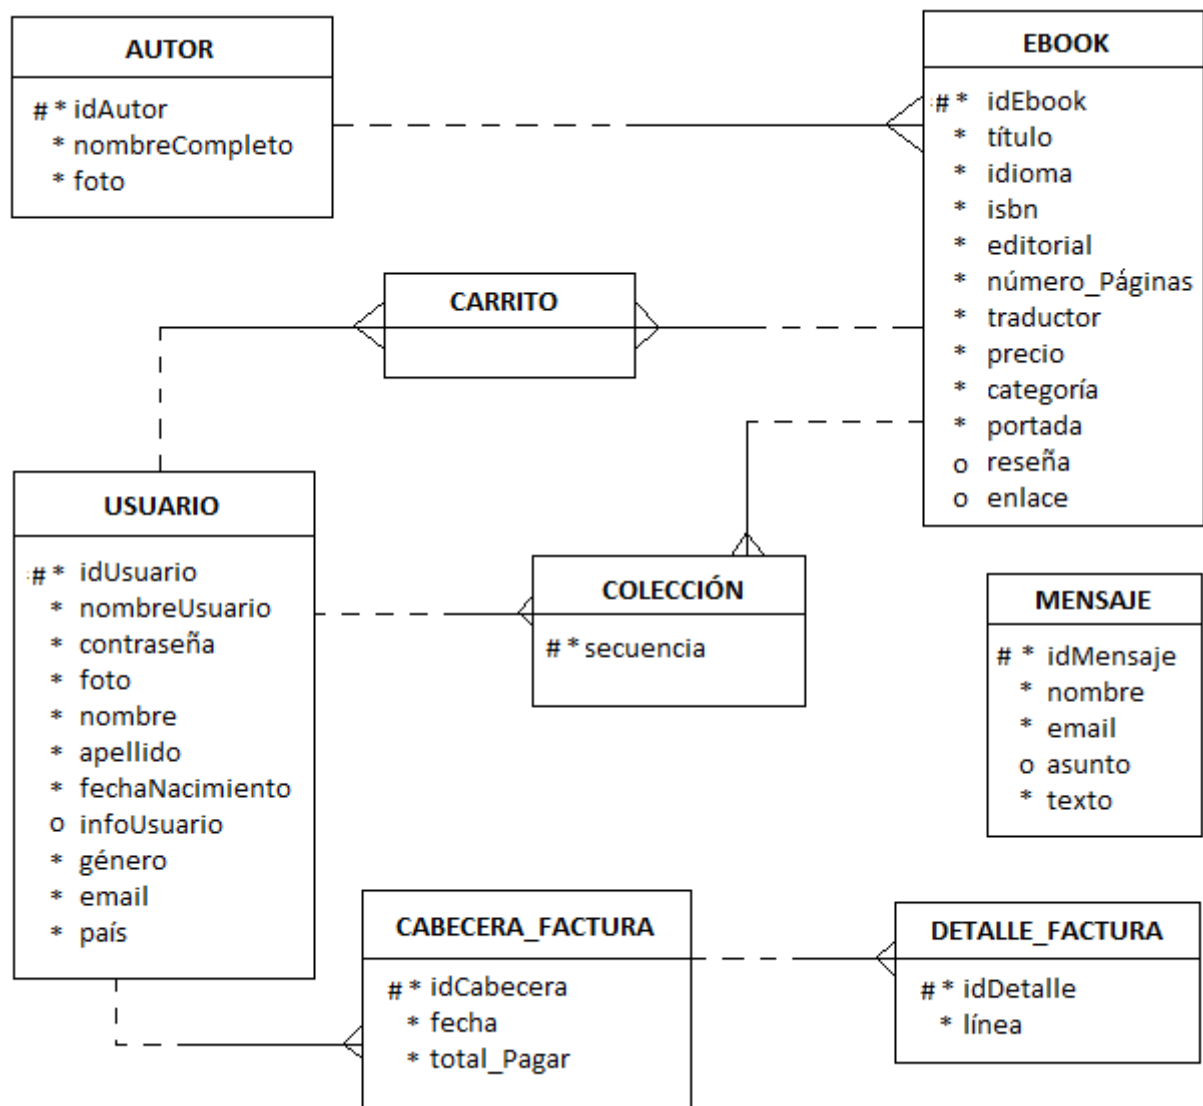 AUTOR
# * idAutor
* nombreCompleto
* foto
EBOOK
# * idEbook
* título
* idioma
* isbn
* editorial
* número_Páginas
* traductor
* precio
* categoría
* portada
o reseña
o enlace
CARRITO
USUARIO
# * idUsuario
* nombreUsuario
* contraseña
* foto
* nombre
* apellido
* fechaNacimiento
o infoUsuario
* género
* email
* país
COLECCIÓN
# * secuencia
MENSAJE
# * idMensaje
* nombre
* email
o asunto
* texto
CABECERA_FACTURA
# * idCabecera
* fecha
* total_Pagar
DETALLE_FACTURA
# * idDetalle
* línea